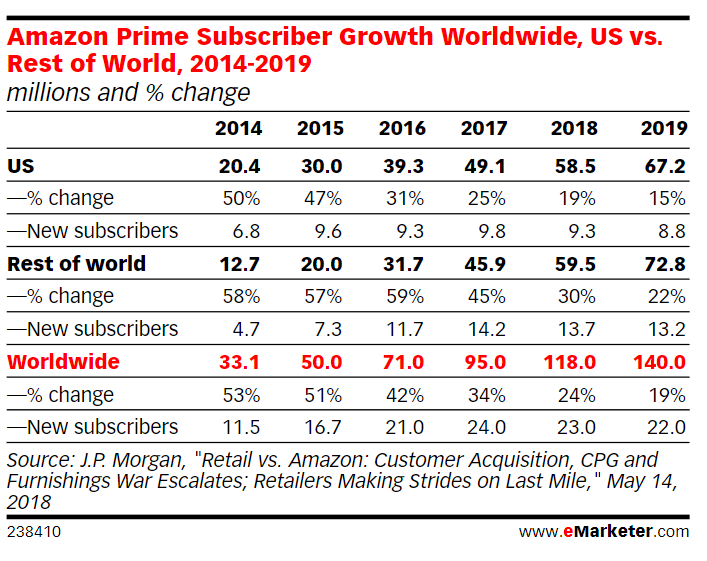 Amazon Prime Subscriber Growth Worldwide, US vs.
Rest of World, 2014-2019
millions and % change
2014 2015 2016 2017 2018 2019
US 20.4 30.0 39.3 49.1 58.5 67.2
—% change 50% 47% 31% 25% 19% 15%
—New subscribers 6.8 9.6 9.3 9.8 9.3 8.8
Rest of world 12.7 20.0 31.7 45.9 59.5 72.8
—% change 58% 57% 59% 45% 30% 22%
—New subscribers 4.7 7.3 11.7 14.2 13.7 13.2
Worldwide 33.1 50.0 71.0 95.0 118.0 140.0
—% change 53% 51% 42% 34% 24% 19%
—New subscribers 11.5 16.7 21.0 24.0 23.0 22.0
Source: J.P. Morgan, "Retail vs. Amazon: Customer Acquisition, CPG and
Furnishings War Escalates; Retailers Making Strides on Last Mile," May 14,
2018
238410 www.eMarketer.com